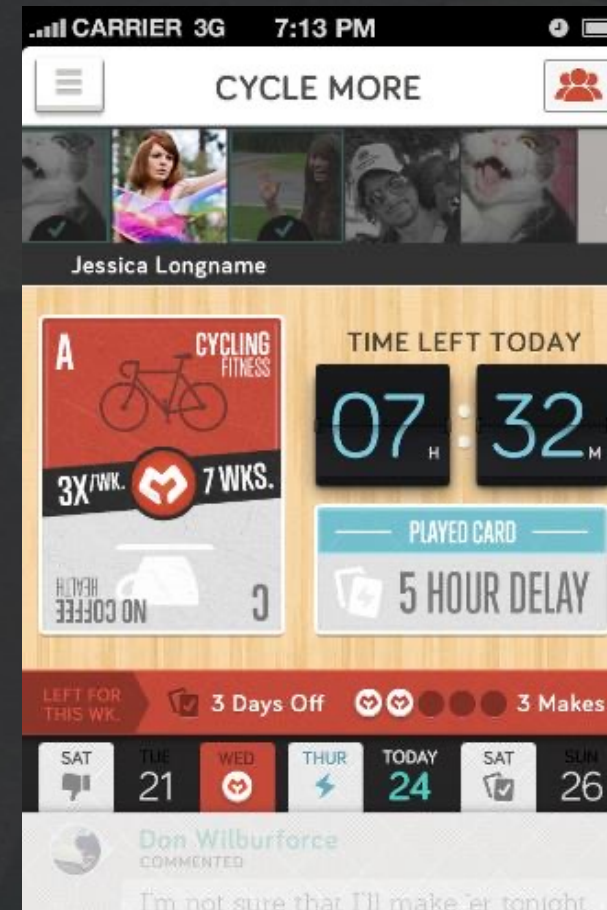 CARRIER 3G 7:13 PM
CYCLE MORE
Jessica Longname
A
CYCLING
FITNESS
3X/WK. 7 WKS.
C
NO COFFEE
HEALTH
TIME LEFT TODAY
07 H : 32 M
PLAYED CARD
5 HOUR DELAY
LEFT FOR
THIS WK.
3 Days Off
3 Makes
SAT TUE WED THUR TODAY SAT SUN
21 24 26
Don Wilburforce
COMMENTED
I'm not sure that I'll make 'er tonight